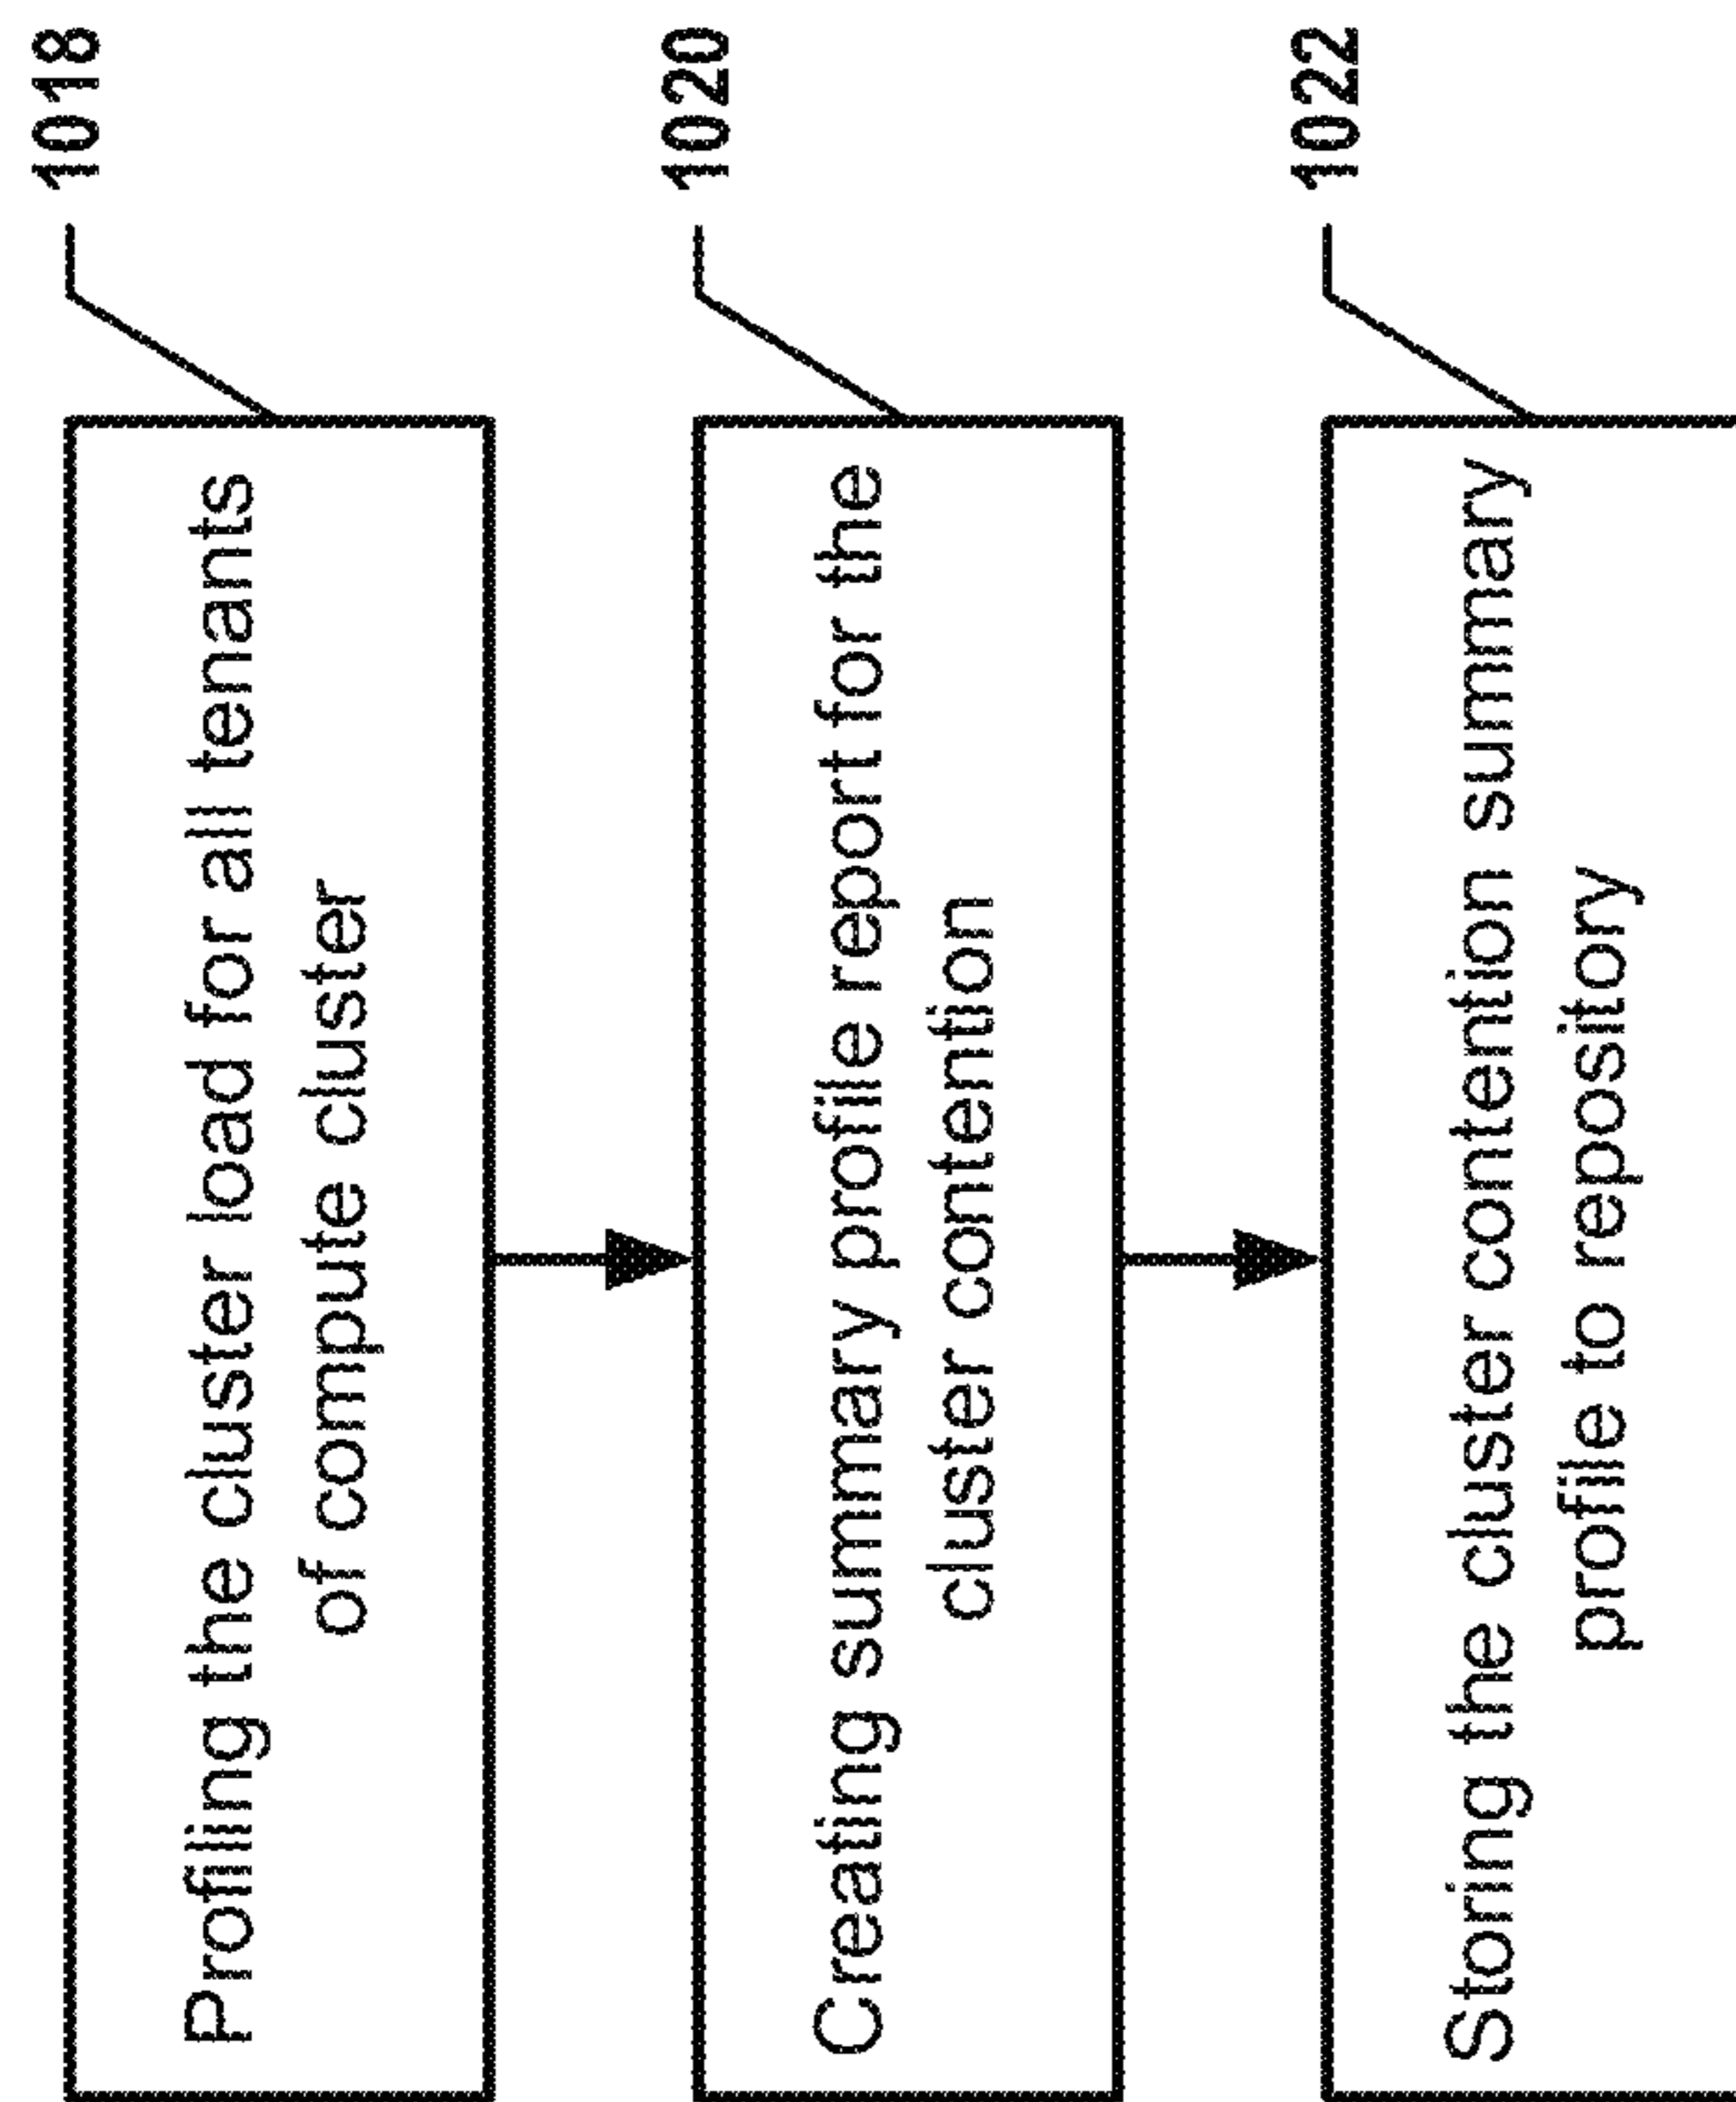 Profiling the cluster load for all tenants
of compute cluster
1018
Creating summary profile report for the
cluster contention
1020
Storing the cluster contention summary
profile to repository
1022